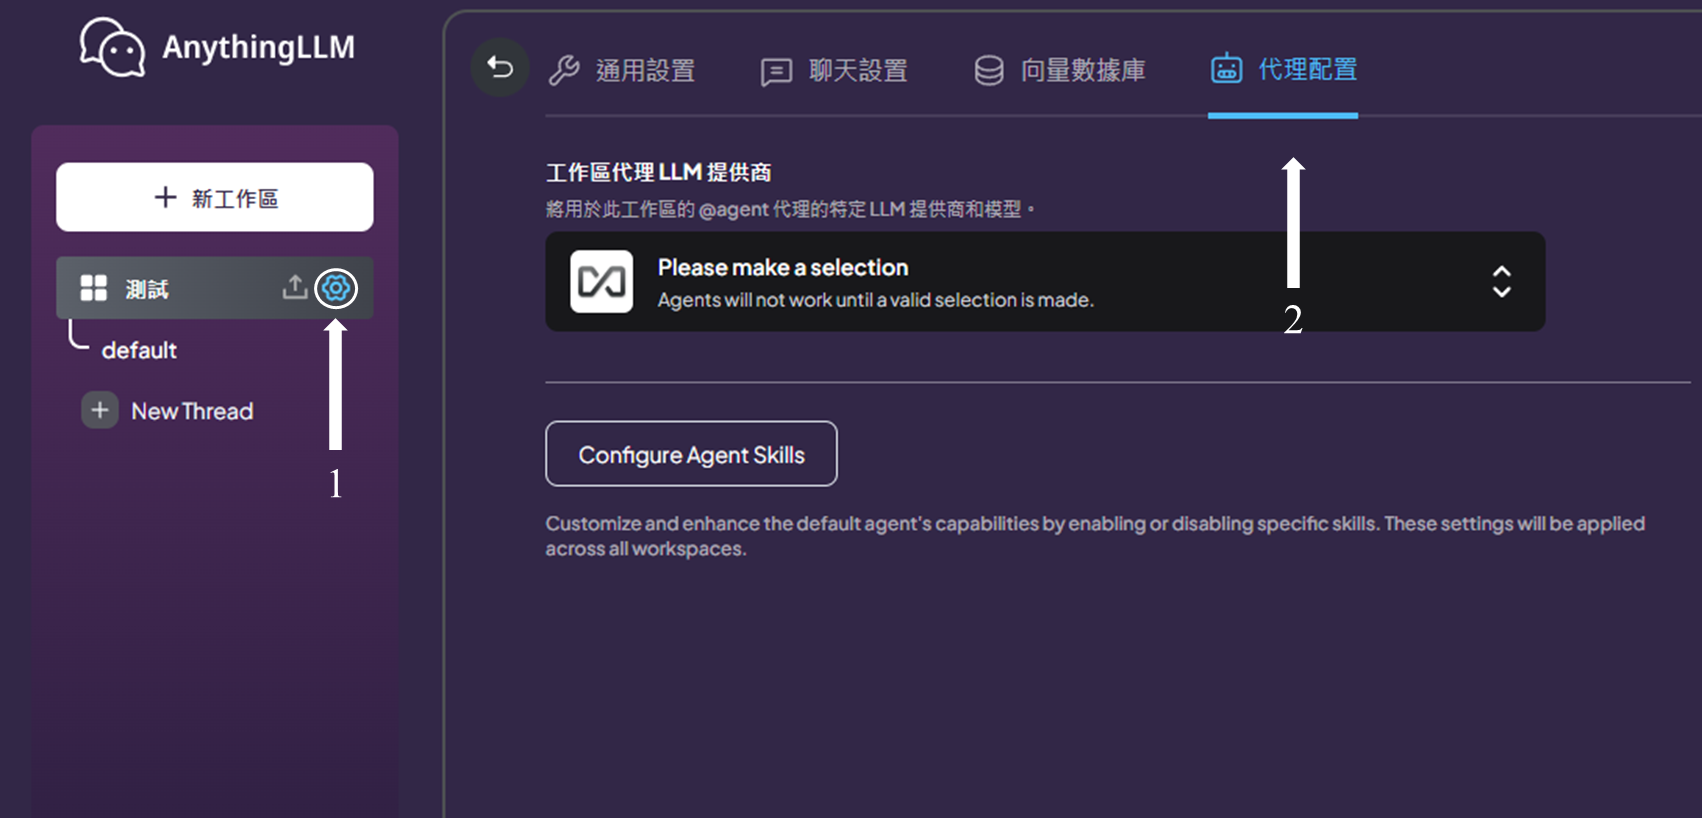 AnythingLLM
新工作區
測試
default
New Thread
1
通用設置
聊天設置
向量數據庫
代理配置
工作區代理 LLM 提供商
將用於此工作區的 @agent 代理的特定 LLM 提供商和模型。
Please make a selection
Agents will not work until a valid selection is made.
2
Configure Agent Skills
Customize and enhance the default agent's capabilities by enabling or disabling specific skills. These settings will be applied
across all workspaces.